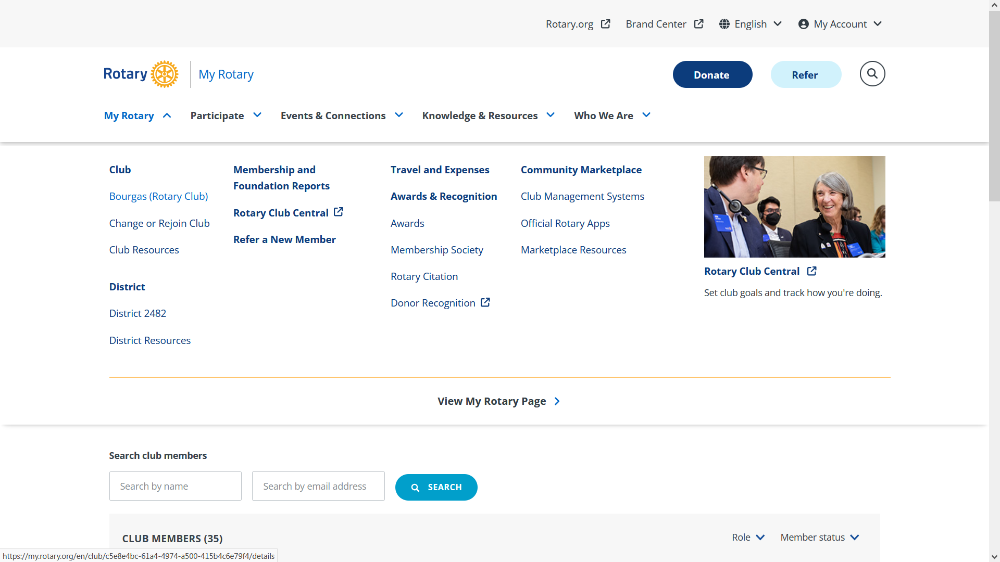 Rotary.org
Brand Center
English
My Account
Rotary
My Rotary
Donate
Refer
My Rotary
Participate
Events & Connections
Knowledge & Resources
Who We Are
Club
Bourgas (Rotary Club)
Change or Rejoin Club
Club Resources
District
District 2482
District Resources
Membership and
Foundation Reports
Rotary Club Central
Refer a New Member
Travel and Expenses
Awards & Recognition
Awards
Membership Society
Rotary Citation
Donor Recognition
Community Marketplace
Club Management Systems
Official Rotary Apps
Marketplace Resources
Rotary Club Central
Set club goals and track how you're doing.
View My Rotary Page
Search club members
Search by name
Search by email address
SEARCH
CLUB MEMBERS (35)
Role
Member status
https://my.rotary.org/en/club/c5e8e4bc-61a4-4974-a500-415b4c6e79f4/details